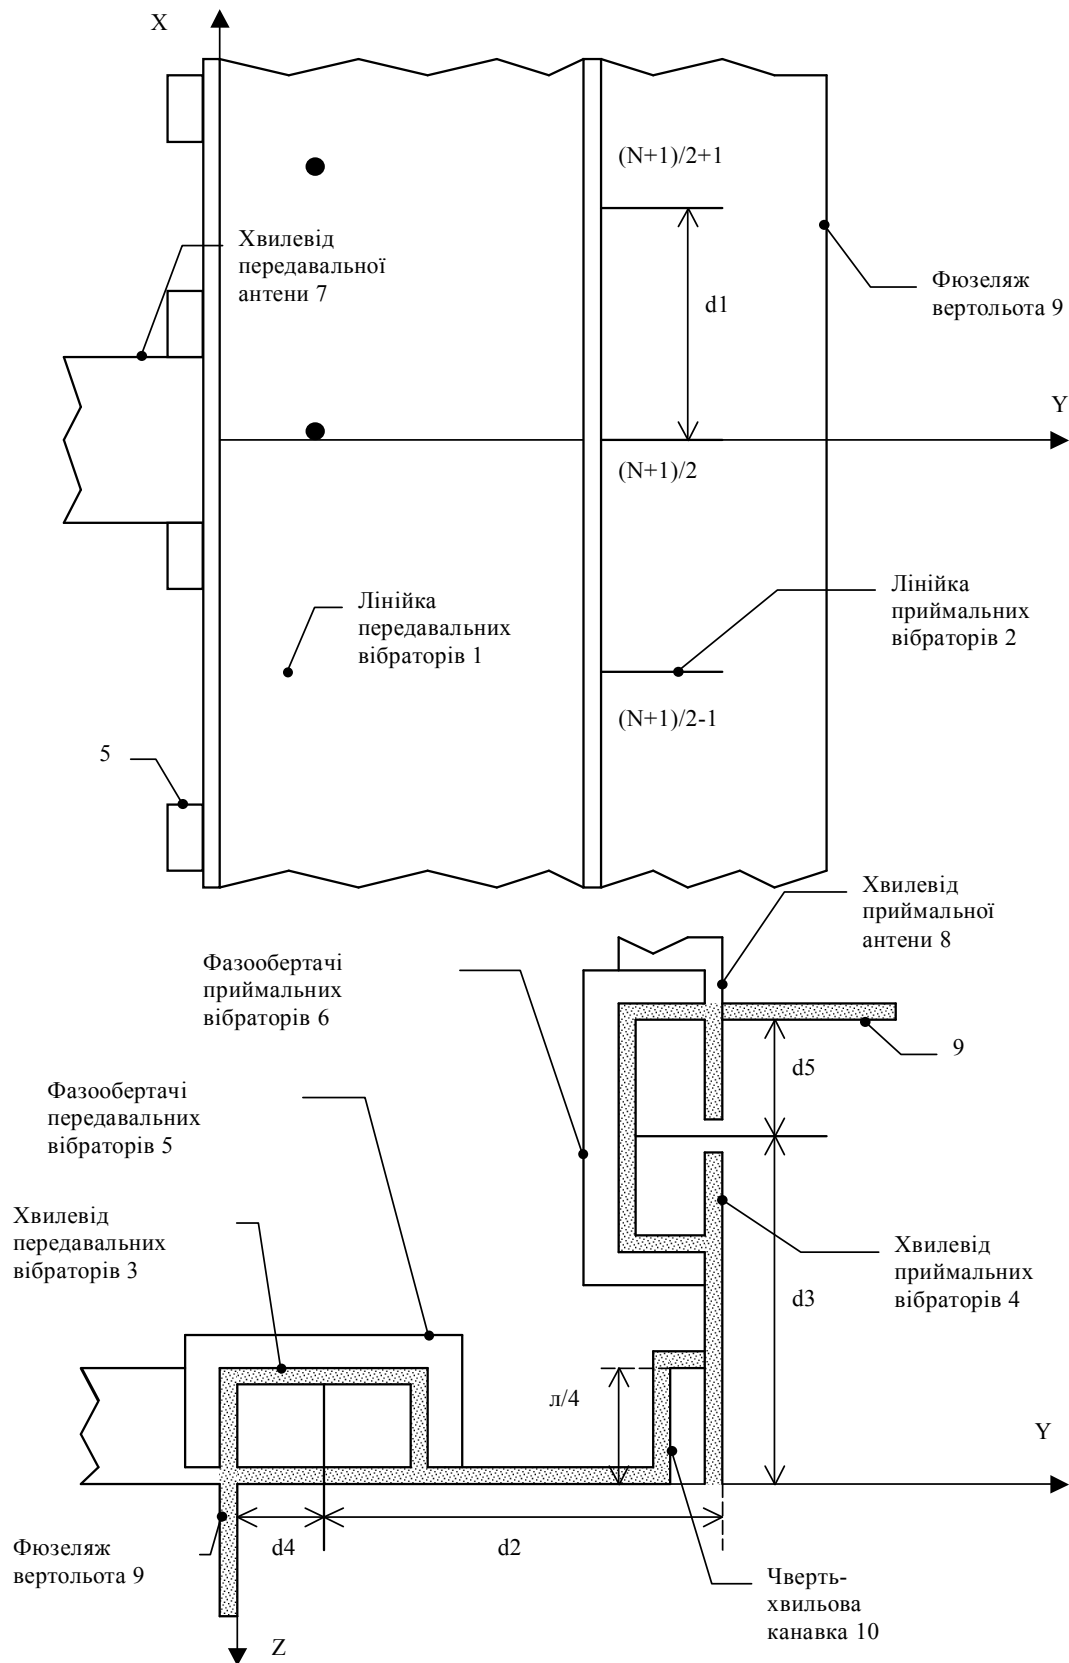 X
(N+1)/2+1
Хвилевід
передавальної
антени 7
Фюзеляж
вертольота 9
d1
Y
(N+1)/2
Лінійка
передавальних
вібраторів 1
Лінійка
приймальних
вібраторів 2
(N+1)/2-1
5
Хвилевід
приймальної
антени 8
Фазообертачі
приймальних
вібраторів 6
9
d5
Фазообертачі
передавальних
вібраторів 5
Хвилевід
передавальних
вібраторів 3
Хвилевід
приймальних
вібраторів 4
d3
л/4
Y
Фюзеляж
вертольота 9
d4
d2
Чверть-
хвильова
канавка 10
Z